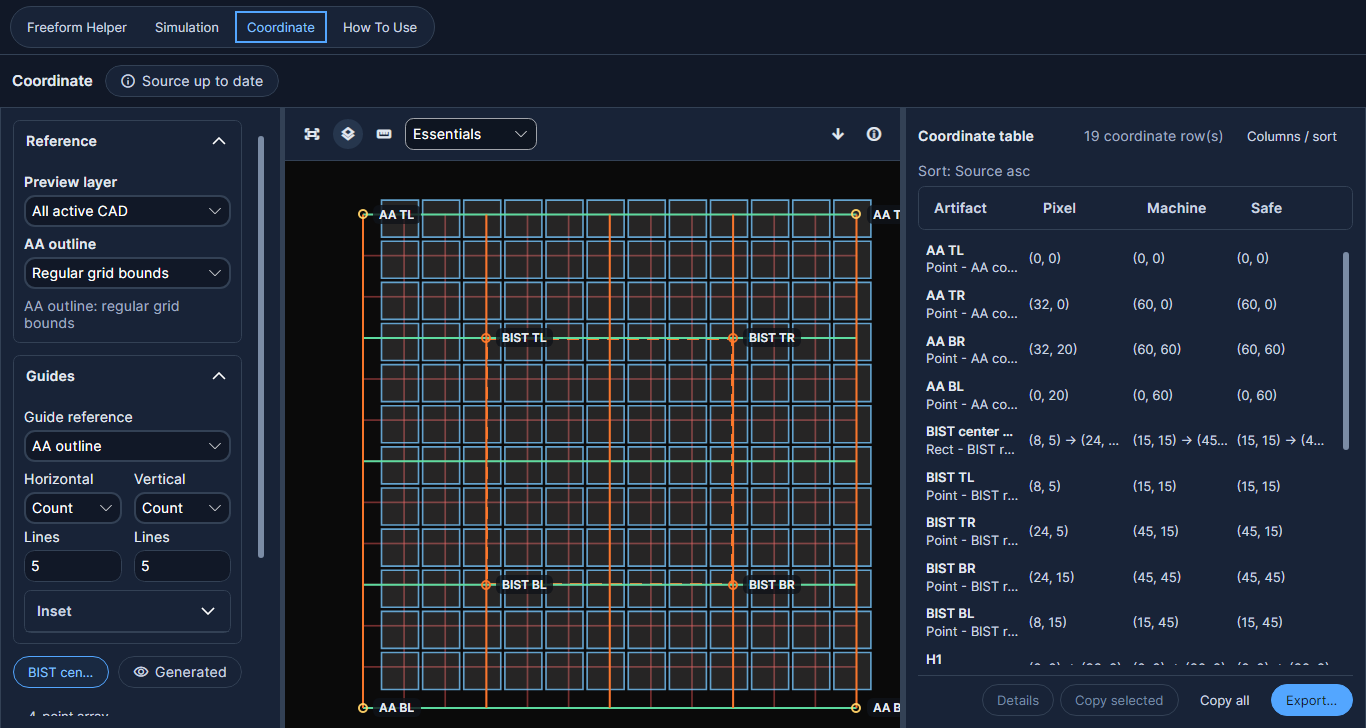 Freeform Helper
Simulation
Coordinate
How To Use
Coordinate
Source up to date
Reference
Preview layer
All active CAD
AA outline
Regular grid bounds
AA outline: regular grid
bounds
Guides
Guide reference
AA outline
Horizontal
Vertical
Count
Count
Lines
Lines
5
5
Inset
BIST cen...
Generated
4-point array
Essentials
AA TL
AA T
BIST TL
BIST TR
BIST BL
BIST BR
AA BL
AA B
Coordinate table
19 coordinate row(s)
Columns / sort
Sort: Source asc
Artifact Pixel Machine Safe
AA TL
Point - AA co... (0, 0) (0, 0) (0, 0)
AA TR
Point - AA co... (32, 0) (60, 0) (60, 0)
AA BR
Point - AA co... (32, 20) (60, 60) (60, 60)
AA BL
Point - AA co... (0, 20) (0, 60) (0, 60)
BIST center ...
Rect - BIST r... (8, 5) → (24, ... (15, 15) → (45... (15, 15) → (4...
BIST TL
Point - BIST r... (8, 5) (15, 15) (15, 15)
BIST TR
Point - BIST r... (24, 5) (45, 15) (45, 15)
BIST BR
Point - BIST r... (24, 15) (45, 45) (45, 45)
BIST BL
Point - BIST r... (8, 15) (15, 45) (15, 45)
H1
Details
Copy selected
Copy all
Export...